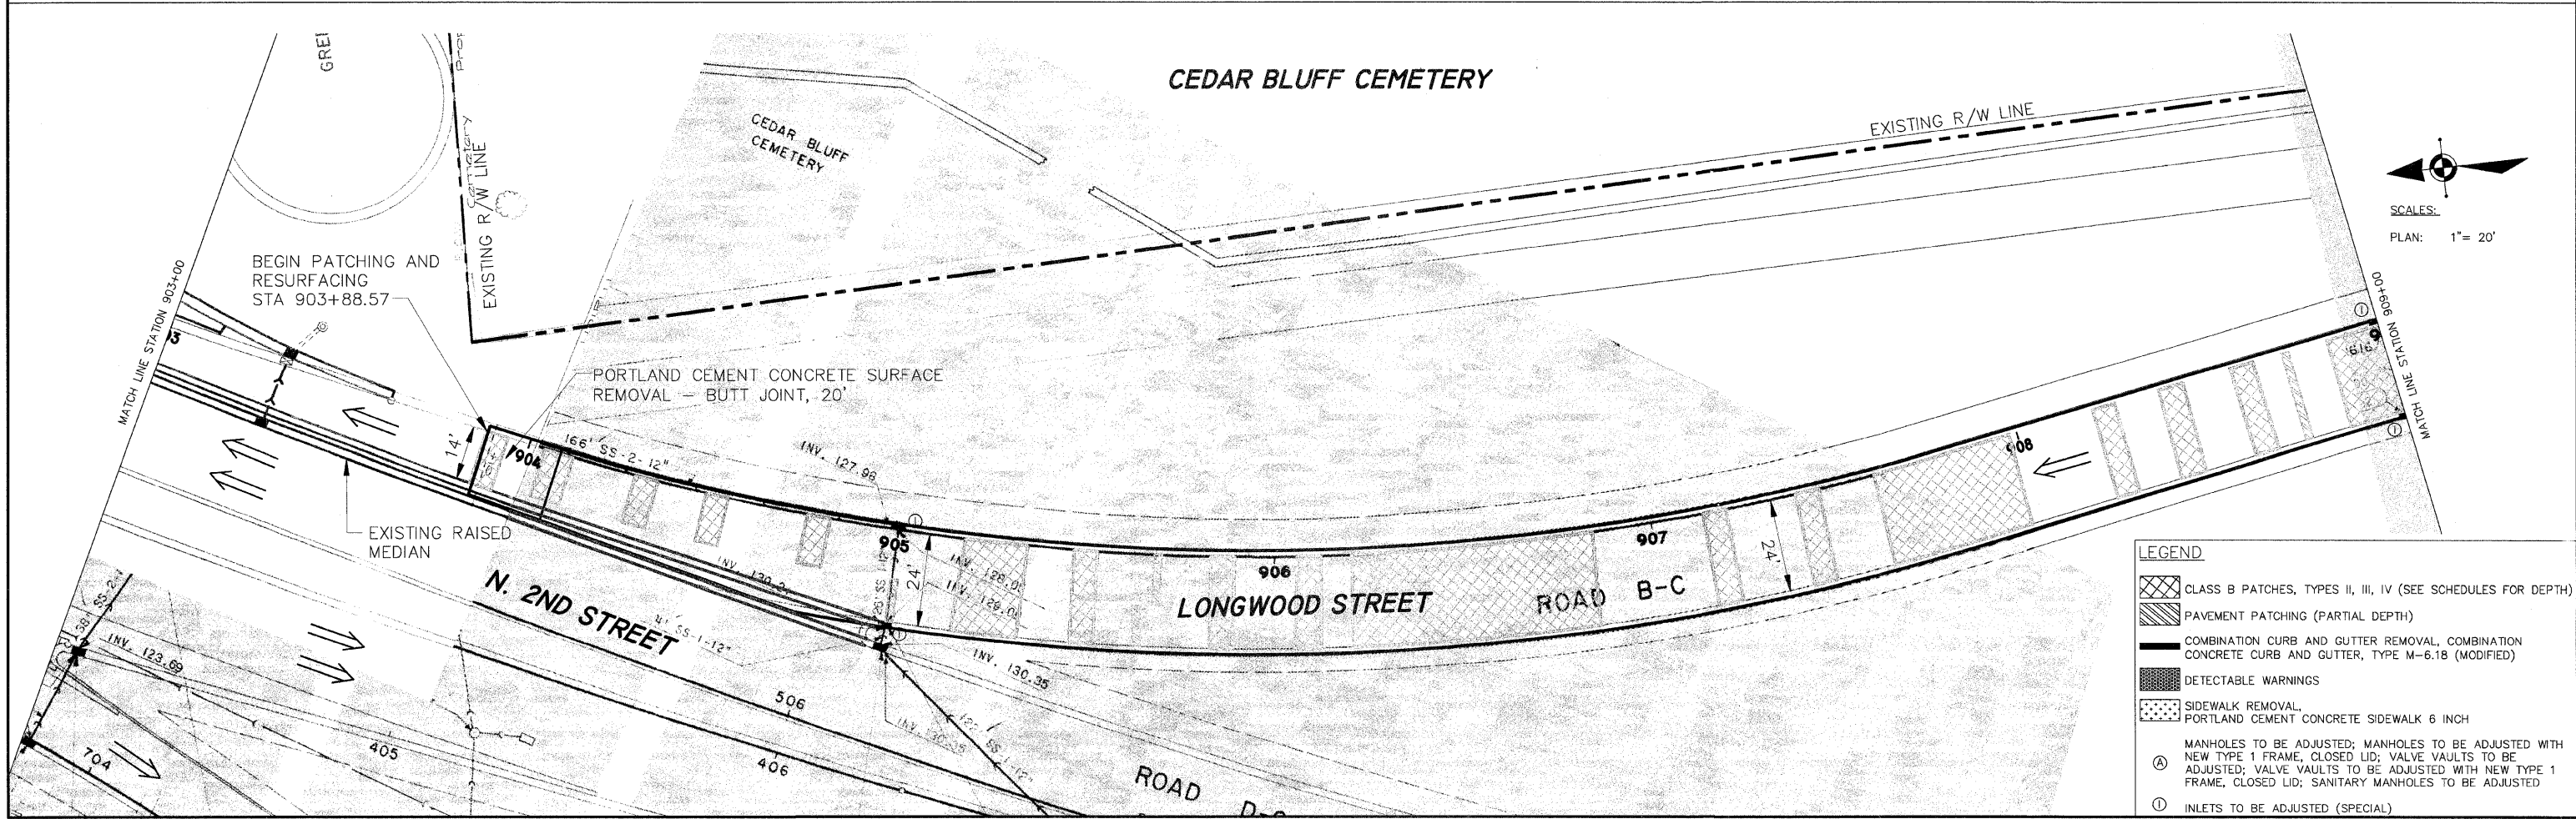 CEDAR BLUFF CEMETERY
GREI
Prop
Cemetery
EXISTING R/W LINE
CEDAR BLUFF
CEMETERY
EXISTING R/W LINE
SCALES:
PLAN: 1"= 20'
MATCH LINE STATION 903+00
BEGIN PATCHING AND
RESURFACING
STA 903+88.57
PORTLAND CEMENT CONCRETE SURFACE
REMOVAL – BUTT JOINT, 20'
MATCH LINE STATION 909+00
14'
904
166' SS-2-12"
INV. 127.96
905
24'
906
907
24'
908
EXISTING RAISED
MEDIAN
N. 2ND STREET
LONGWOOD STREET
ROAD B-C
INV. 123.69
INV. 130.35
4' SS-1-12"
506
405
406
704
ROAD
LEGEND
CLASS B PATCHES, TYPES II, III, IV (SEE SCHEDULES FOR DEPTH)
PAVEMENT PATCHING (PARTIAL DEPTH)
COMBINATION CURB AND GUTTER REMOVAL, COMBINATION
CONCRETE CURB AND GUTTER, TYPE M-6.18 (MODIFIED)
DETECTABLE WARNINGS
SIDEWALK REMOVAL,
PORTLAND CEMENT CONCRETE SIDEWALK 6 INCH
A MANHOLES TO BE ADJUSTED; MANHOLES TO BE ADJUSTED WITH
NEW TYPE 1 FRAME, CLOSED LID; VALVE VAULTS TO BE
ADJUSTED; VALVE VAULTS TO BE ADJUSTED WITH NEW TYPE 1
FRAME, CLOSED LID; SANITARY MANHOLES TO BE ADJUSTED
I INLETS TO BE ADJUSTED (SPECIAL)